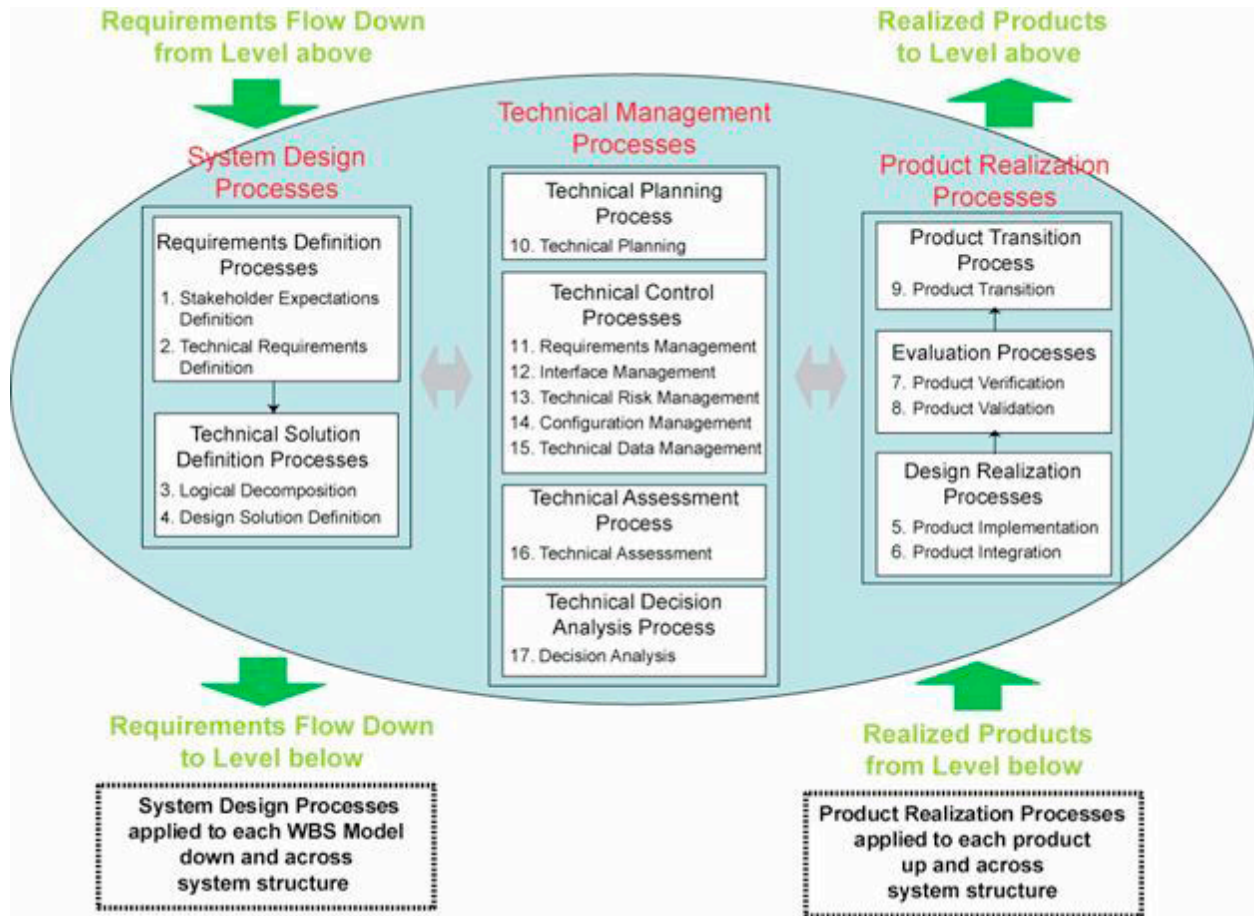 Requirements Flow Down
from Level above
Realized Products
to Level above
System Design
Processes
Requirements Definition
Processes
1. Stakeholder Expectations
Definition
2. Technical Requirements
Definition
Technical Solution
Definition Processes
3. Logical Decomposition
4. Design Solution Definition
Technical Management
Processes
Technical Planning
Process
10. Technical Planning
Technical Control
Processes
11. Requirements Management
12. Interface Management
13. Technical Risk Management
14. Configuration Management
15. Technical Data Management
Technical Assessment
Process
16. Technical Assessment
Technical Decision
Analysis Process
17. Decision Analysis
Product Realization
Processes
Product Transition
Process
9. Product Transition
Evaluation Processes
7. Product Verification
8. Product Validation
Design Realization
Processes
5. Product Implementation
6. Product Integration
Requirements Flow Down
to Level below
Realized Products
from Level below
System Design Processes
applied to each WBS Model
down and across
system structure
Product Realization Processes
applied to each product
up and across
system structure